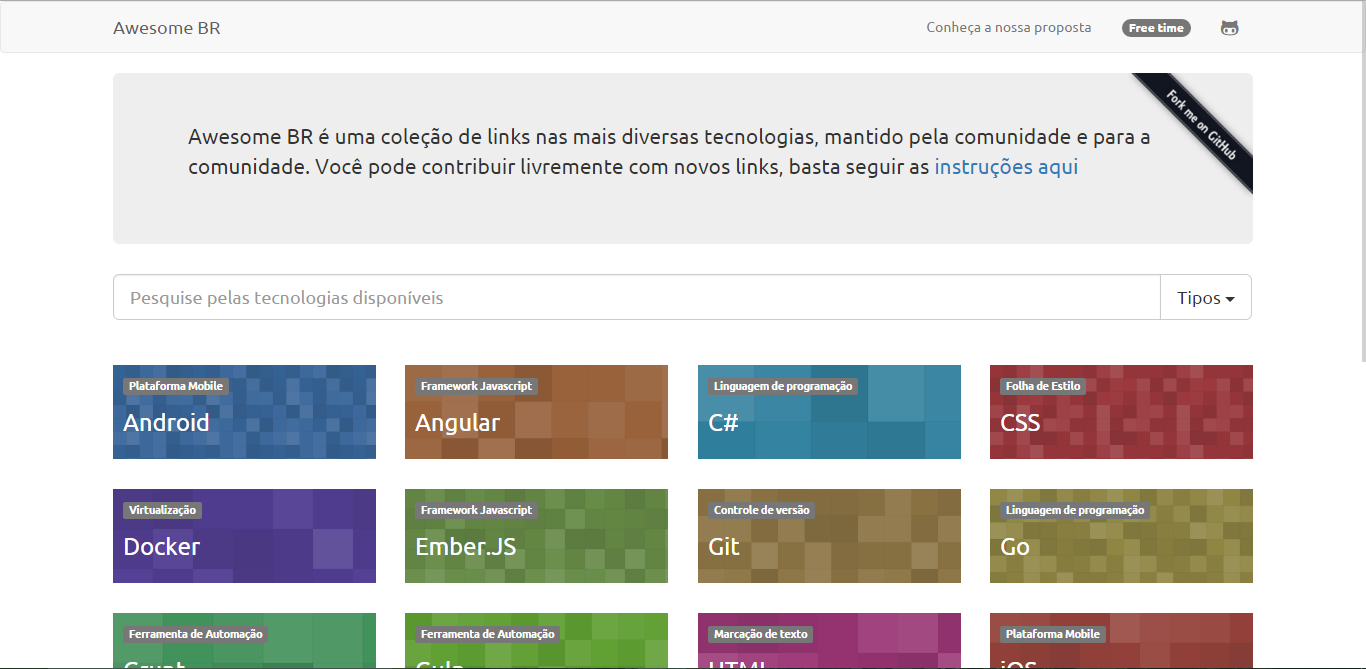 Awesome BR
Conheça a nossa proposta
Free time
Fork me on GitHub
Awesome BR é uma coleção de links nas mais diversas tecnologias, mantido pela comunidade e para a
comunidade. Você pode contribuir livremente com novos links, basta seguir as instruções aqui
Pesquise pelas tecnologias disponíveis
Tipos
Plataforma Mobile
Android
Framework Javascript
Angular
Linguagem de programação
C#
Folha de Estilo
CSS
Virtualização
Docker
Framework Javascript
Ember.JS
Controle de versão
Git
Linguagem de programação
Go
Ferramenta de Automação
Grunt
Ferramenta de Automação
Gulp
Marcação de texto
HTML
Plataforma Mobile
iOS